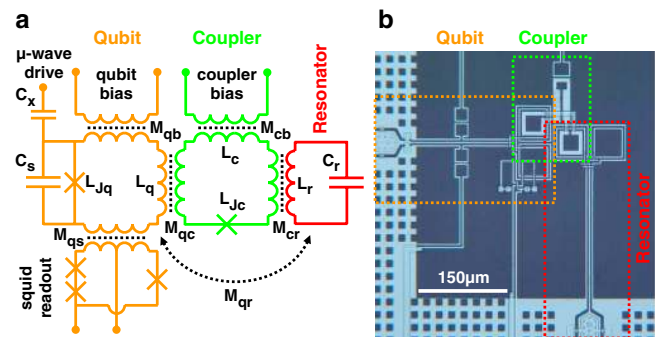 a
Qubit
Coupler
μ-wave
drive
qubit
bias
coupler
bias
Resonator
Cx
Mqb
Mcb
Cs
LJq
Lq
Lc
Lr
Cr
LJc
Mqs
Mqc
Mcr
squid
readout
Mqr
b
Qubit
Coupler
Resonator
150μm